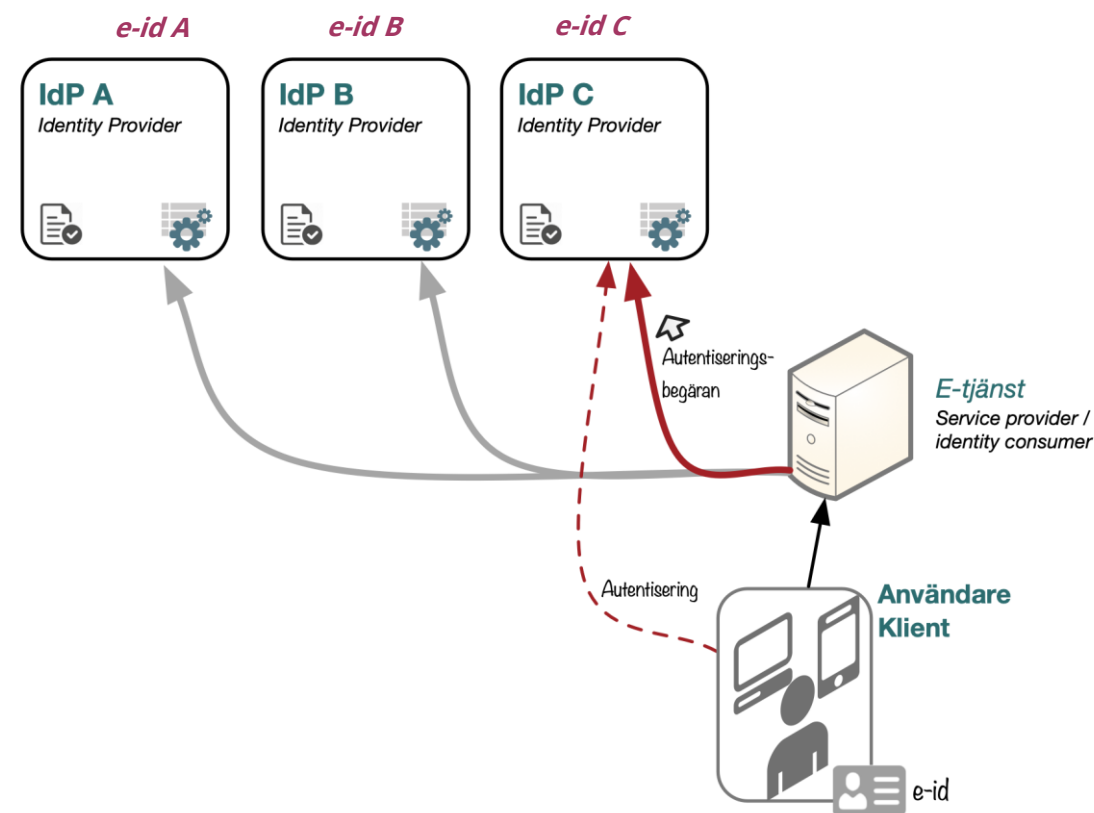 e-id A
e-id B
e-id C
IdP A
Identity Provider
IdP B
Identity Provider
IdP C
Identity Provider
Autentiserings-
begäran
E-tjänst
Service provider /
identity consumer
Autentisering
Användare
Klient
e-id